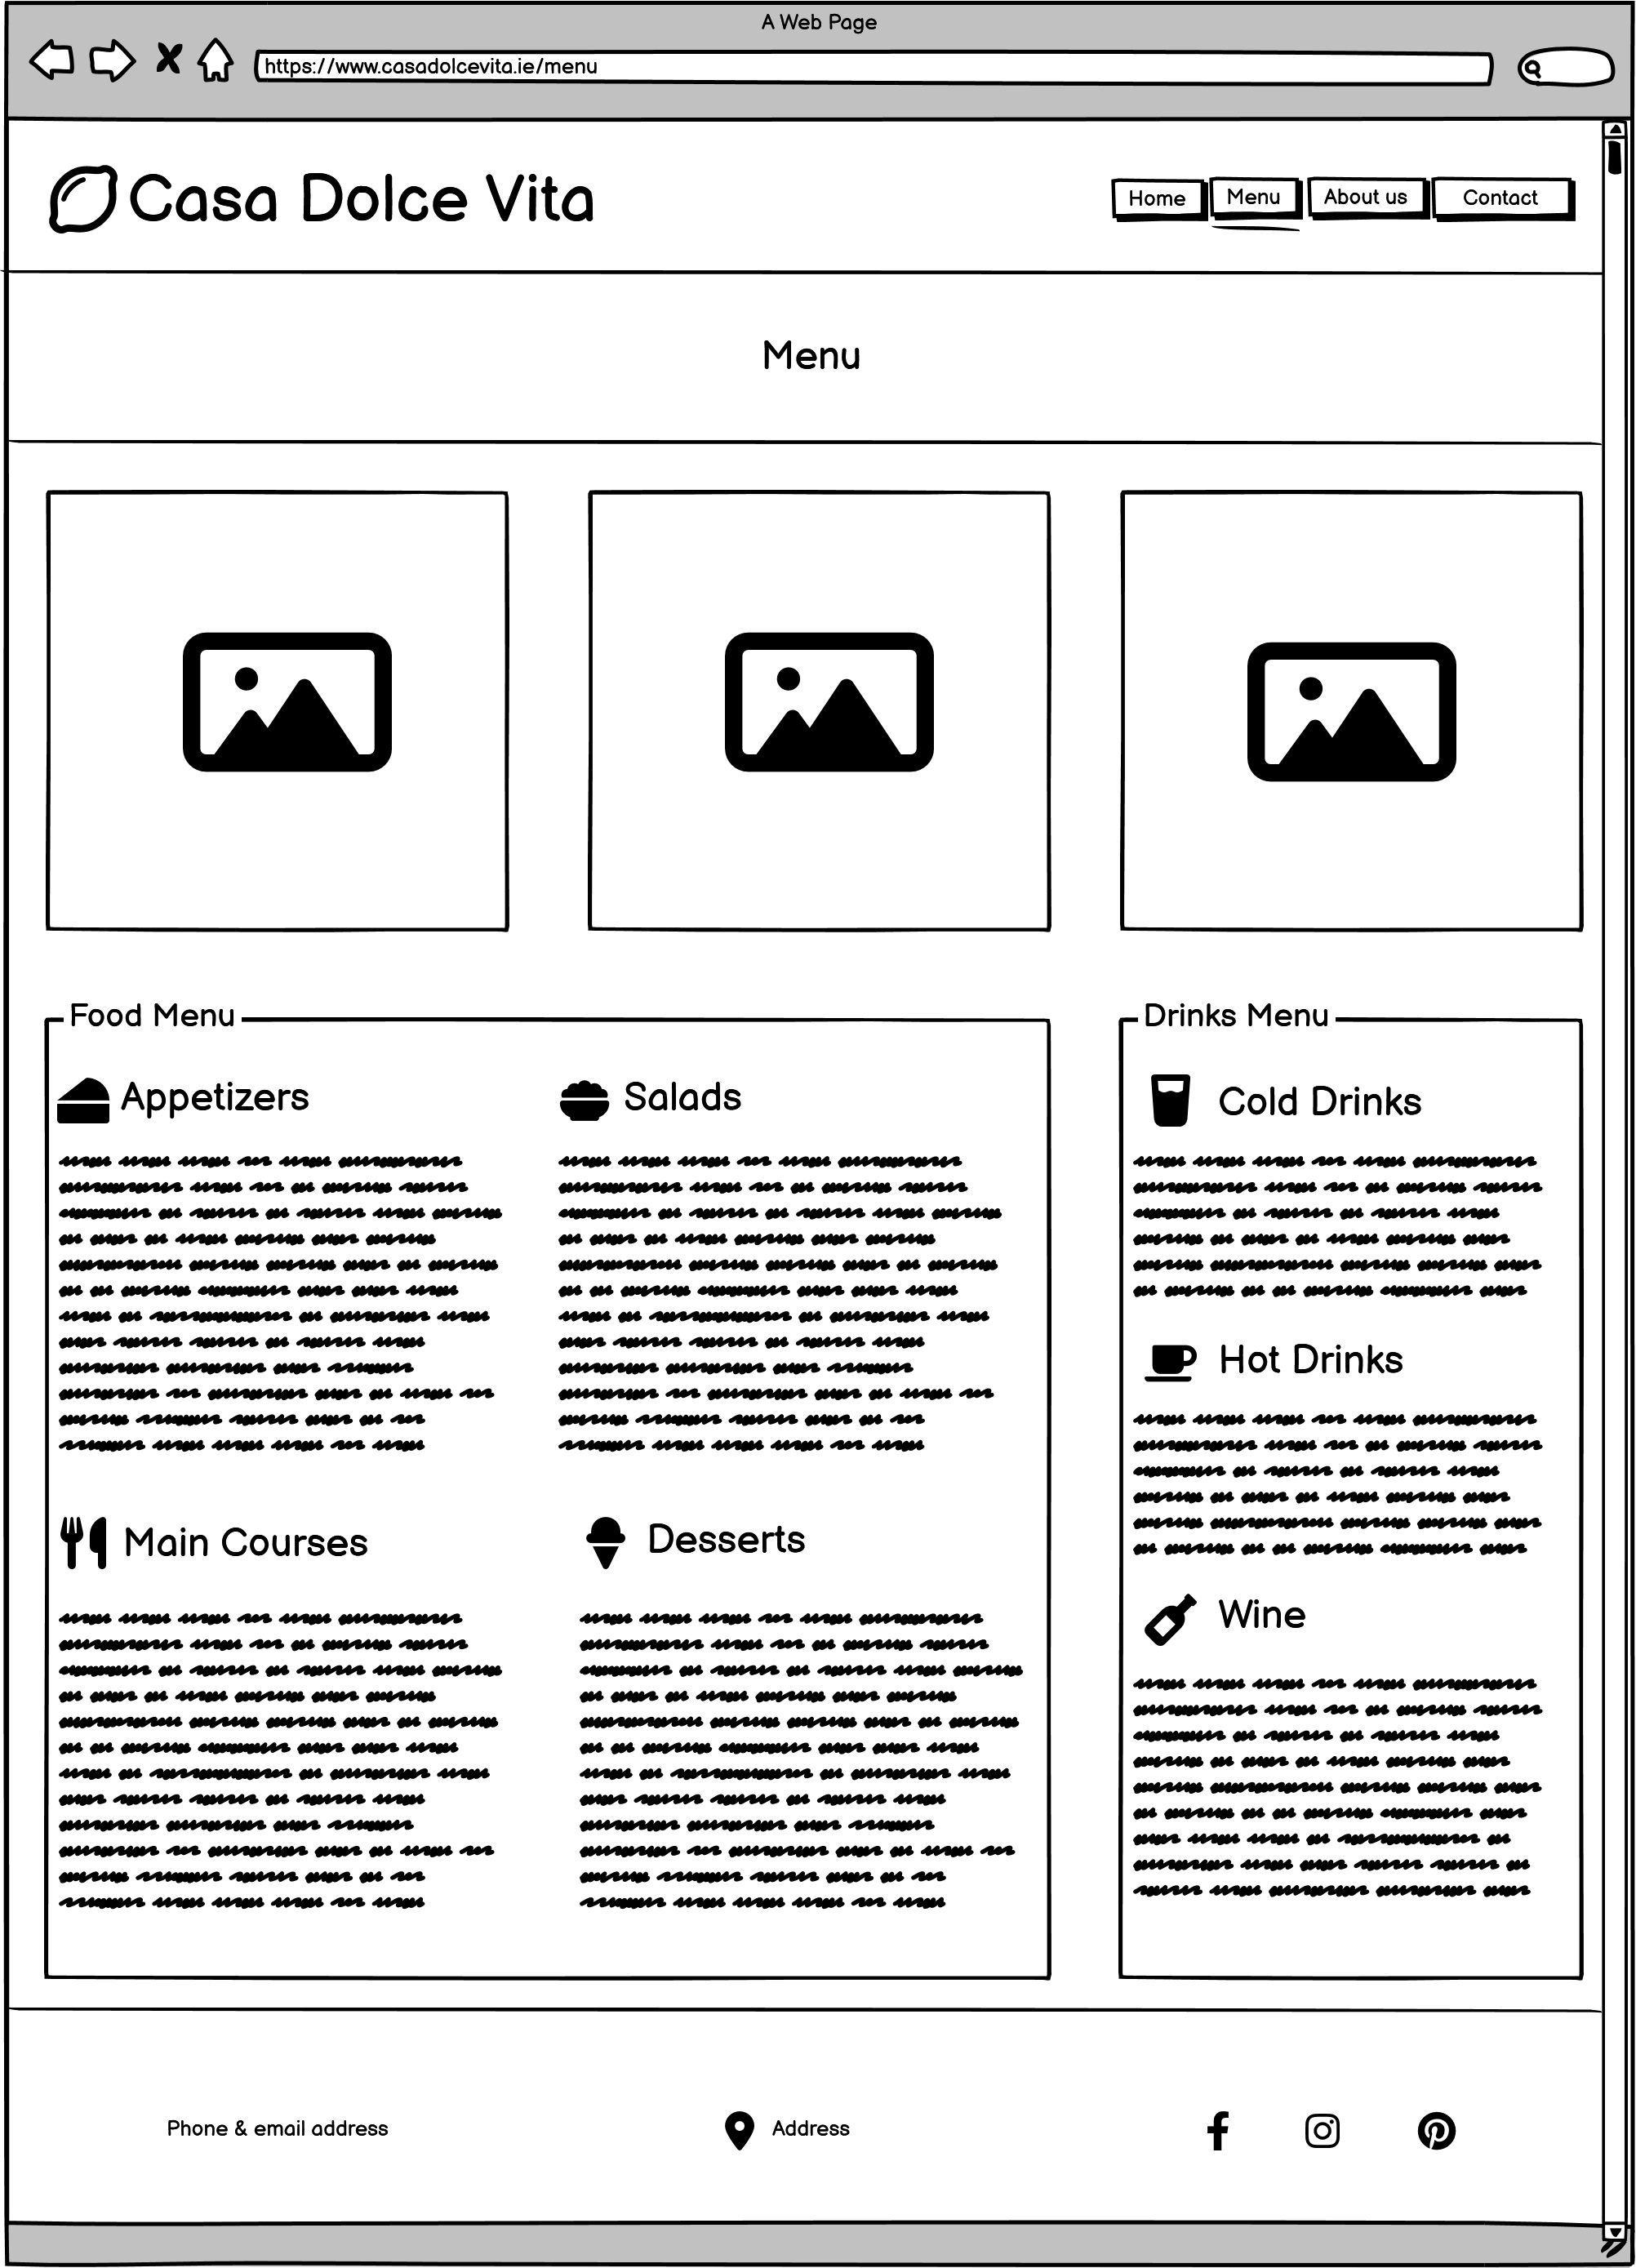 A Web Page
https://www.casadolcevita.ie/menu
Casa Dolce Vita
Home Menu About us Contact
Menu
Food Menu
Appetizers
Salads
Main Courses
Desserts
Drinks Menu
Cold Drinks
Hot Drinks
Wine
Phone & email address
Address